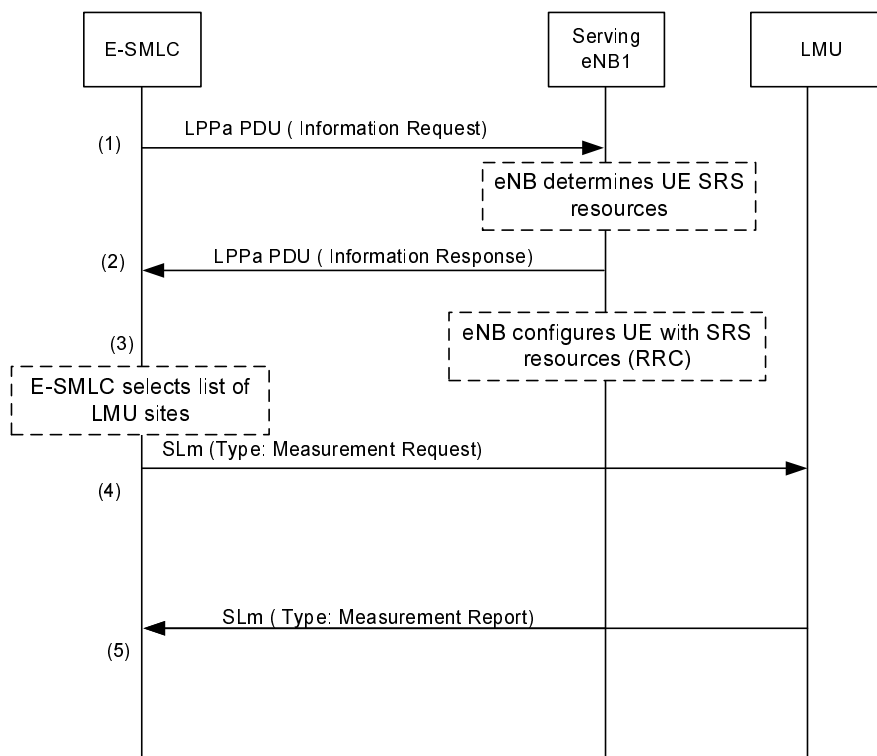 E-SMLC
Serving
eNB1
LMU
LPPa PDU ( Information Request)
(1)
eNB determines UE SRS
resources
LPPa PDU ( Information Response)
(2)
eNB configures UE with SRS
resources (RRC)
(3)
E-SMLC selects list of
LMU sites
SLm (Type: Measurement Request)
(4)
SLm ( Type: Measurement Report)
(5)